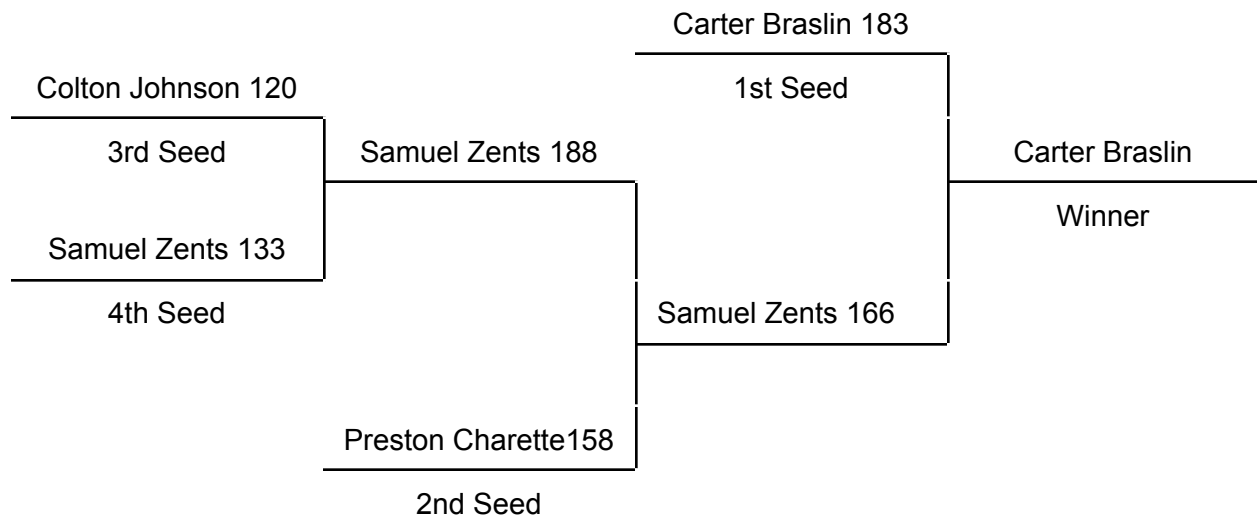 Carter Braslin 183
Colton Johnson 120
1st Seed
3rd Seed
Samuel Zents 188
Carter Braslin
Winner
Samuel Zents 133
4th Seed
Samuel Zents 166
Preston Charette158
2nd Seed